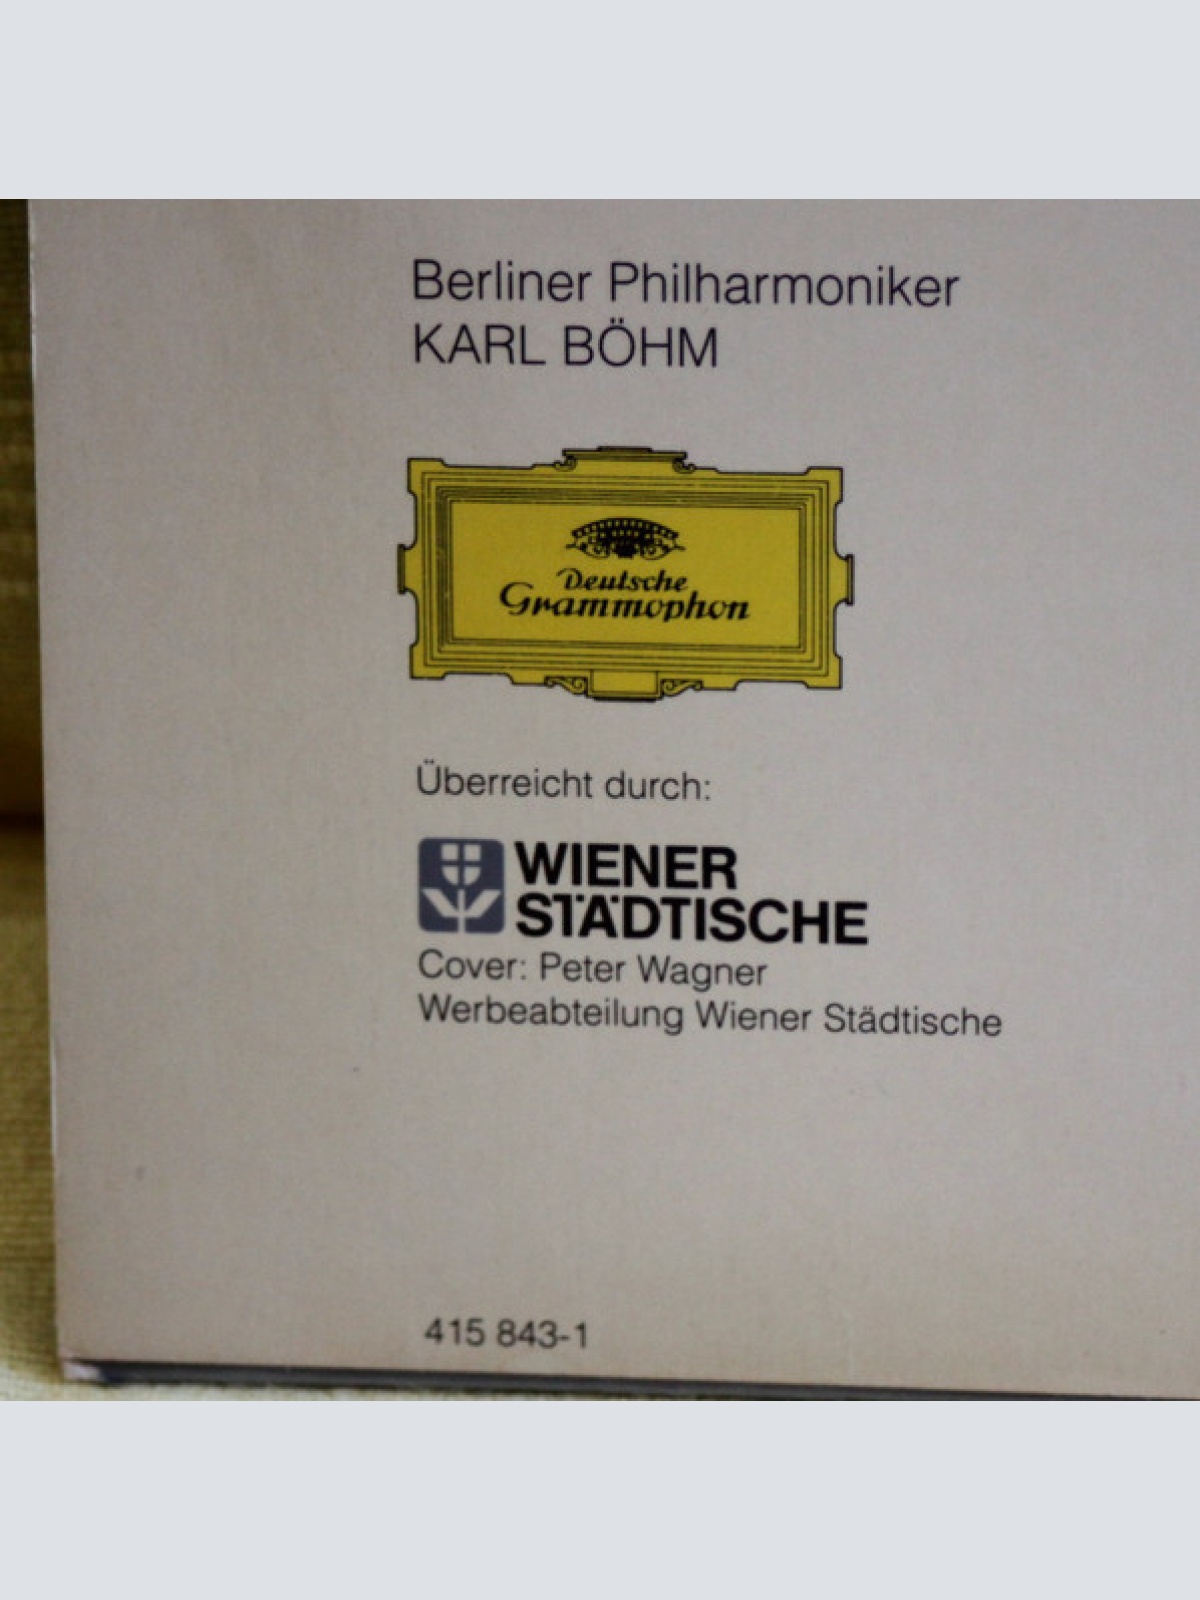 Berliner Philharmoniker
KARL BÖHM
Deutsche
Grammophon
Überreicht durch:
WIENER
STÄDTISCHE
Cover: Peter Wagner
Werbeabteilung Wiener Städtische
415 843-1